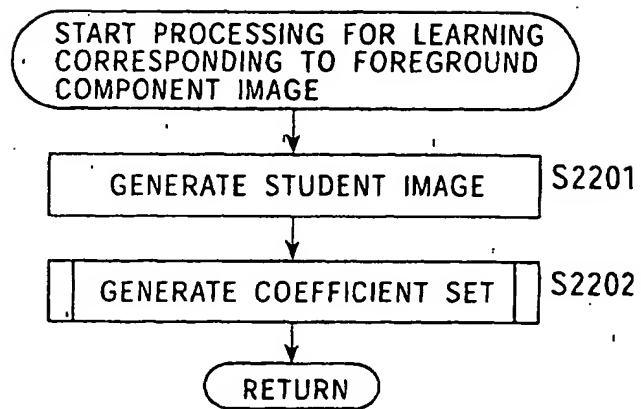 START PROCESSING FOR LEARNING
CORRESPONDING TO FOREGROUND
COMPONENT IMAGE
GENERATE STUDENT IMAGE S2201
GENERATE COEFFICIENT SET S2202
RETURN